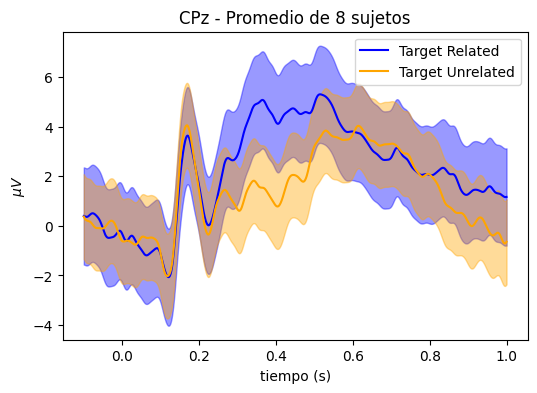 CPz - Promedio de 8 sujetos
Target Related
Target Unrelated
μV
6
4
2
0
−2
−4
0.0 0.2 0.4 0.6 0.8 1.0
tiempo (s)